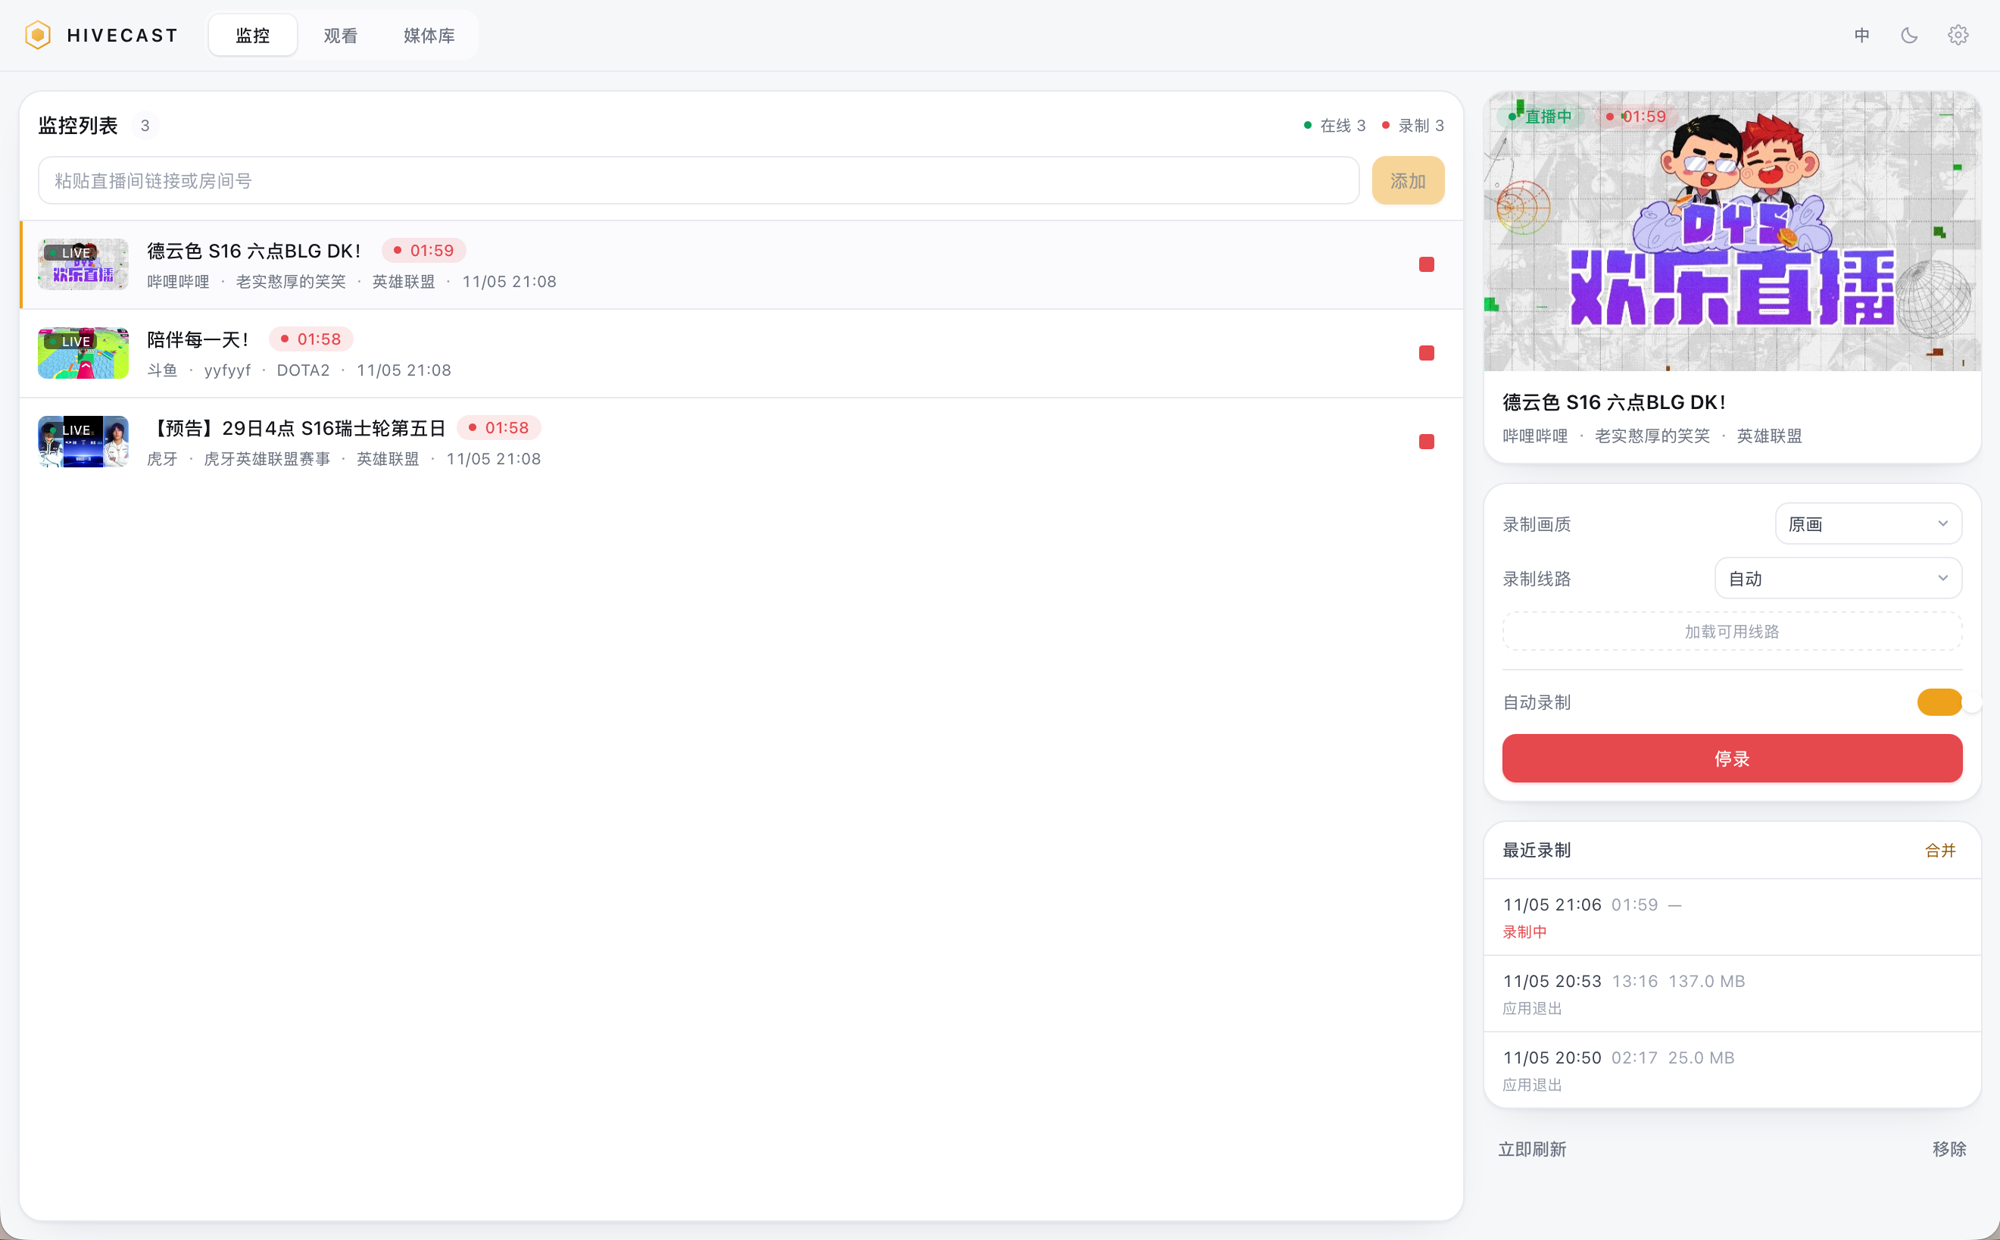 HIVECAST 监控 观看 媒体库 中
监控列表 3 在线 3 录制 3
粘贴直播间链接或房间号 添加
LIVE
DYS
欢乐直播
德云色 S16 六点BLG DK! 01:59
哔哩哔哩 · 老实憨厚的笑笑 · 英雄联盟 · 11/05 21:08
LIVE
陪伴每一天! 01:58
斗鱼 · yyfyyf · DOTA2 · 11/05 21:08
LIVE
【预告】29日4点 S16瑞士轮第五日 01:58
虎牙 · 虎牙英雄联盟赛事 · 英雄联盟 · 11/05 21:08
直播中 01:59
DYS
欢乐直播
德云色 S16 六点BLG DK!
哔哩哔哩 · 老实憨厚的笑笑 · 英雄联盟
录制画质 原画
录制线路 自动
加载可用线路
自动录制
停录
最近录制 合并
11/05 21:06 01:59 —
录制中
11/05 20:53 13:16 137.0 MB
应用退出
11/05 20:50 02:17 25.0 MB
应用退出
立即刷新 移除